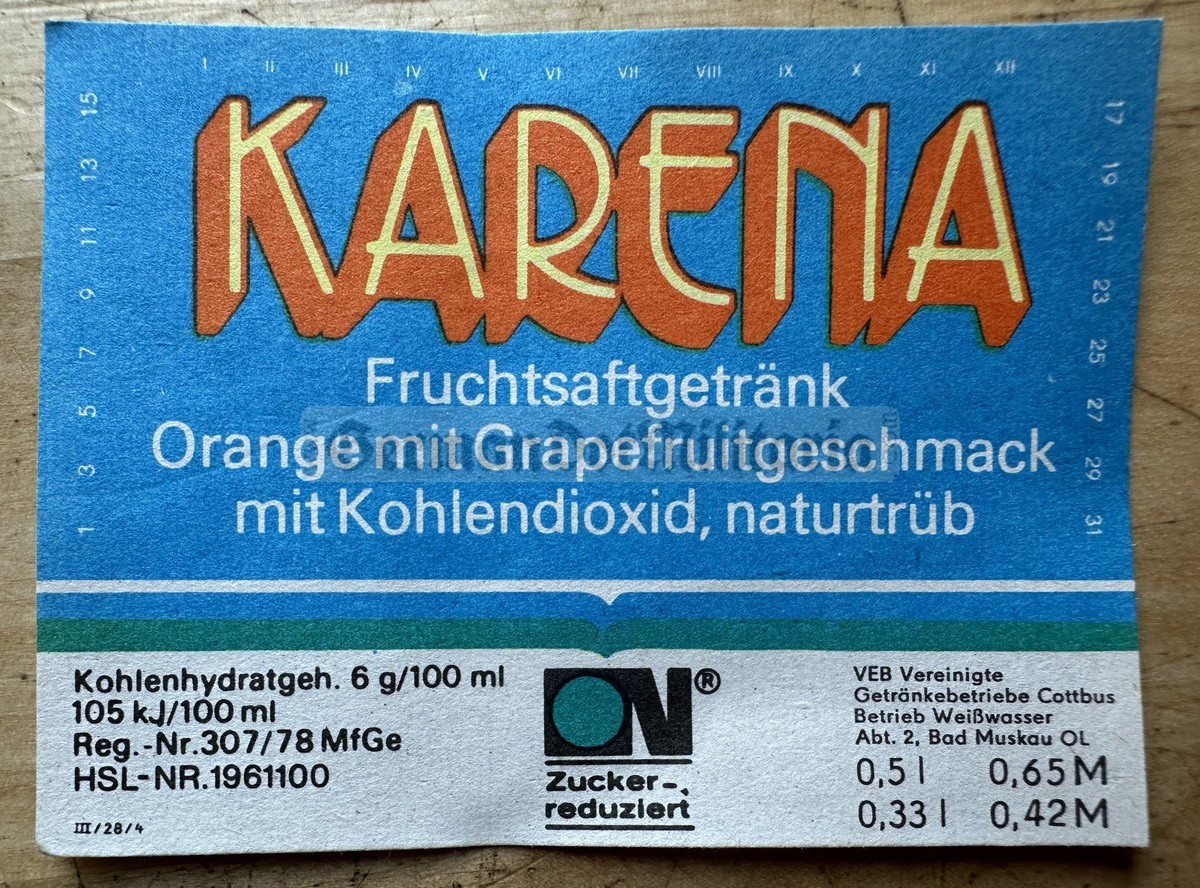 I II III IV V VI VII VIII IX X XI XII
15
13
11
9
7
5
3
1
KARENA
17
19
21
23
25
27
29
31
Fruchtsaftgetränk
Orange mit Grapefruitgeschmack
mit Kohlendioxid, naturtrüb
Kohlenhydratgeh. 6 g/100 ml
105 kJ/100 ml
Reg.-Nr. 307/78 MfGe
HSL-NR. 1961100
III/28/4
ON®
Zucker-
reduziert
VEB Vereinigte
Getränkebetriebe Cottbus
Betrieb Weißwasser
Abt. 2, Bad Muskau OL
0,5 l 0,65 M
0,33 l 0,42 M